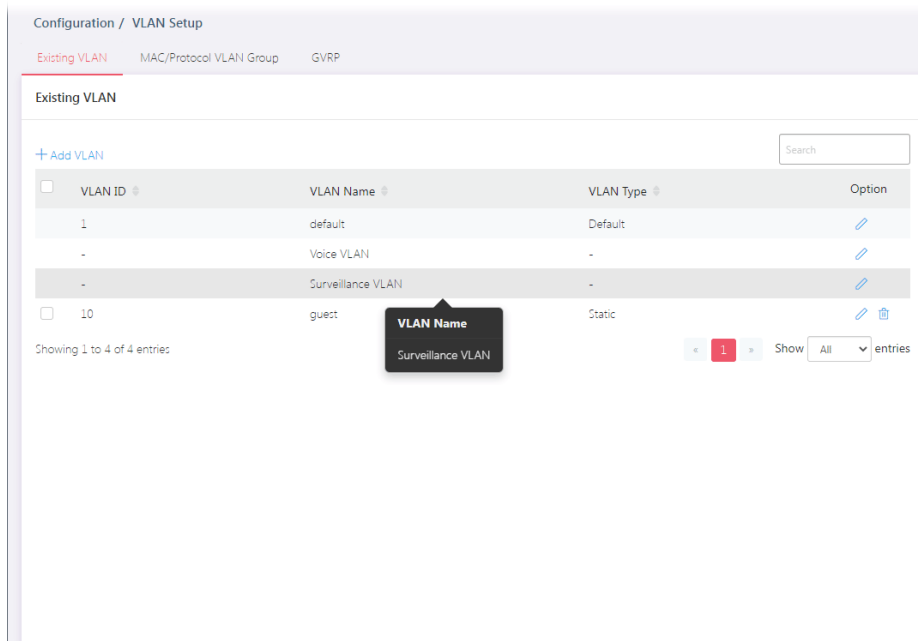 Configuration / VLAN Setup
Existing VLAN MAC/Protocol VLAN Group GVRP
Existing VLAN
+ Add VLAN Search
VLAN ID VLAN Name VLAN Type Option
1 default Default
- Voice VLAN -
- Surveillance VLAN -
10 guest Static
VLAN Name
Surveillance VLAN
Showing 1 to 4 of 4 entries « 1 » Show All entries